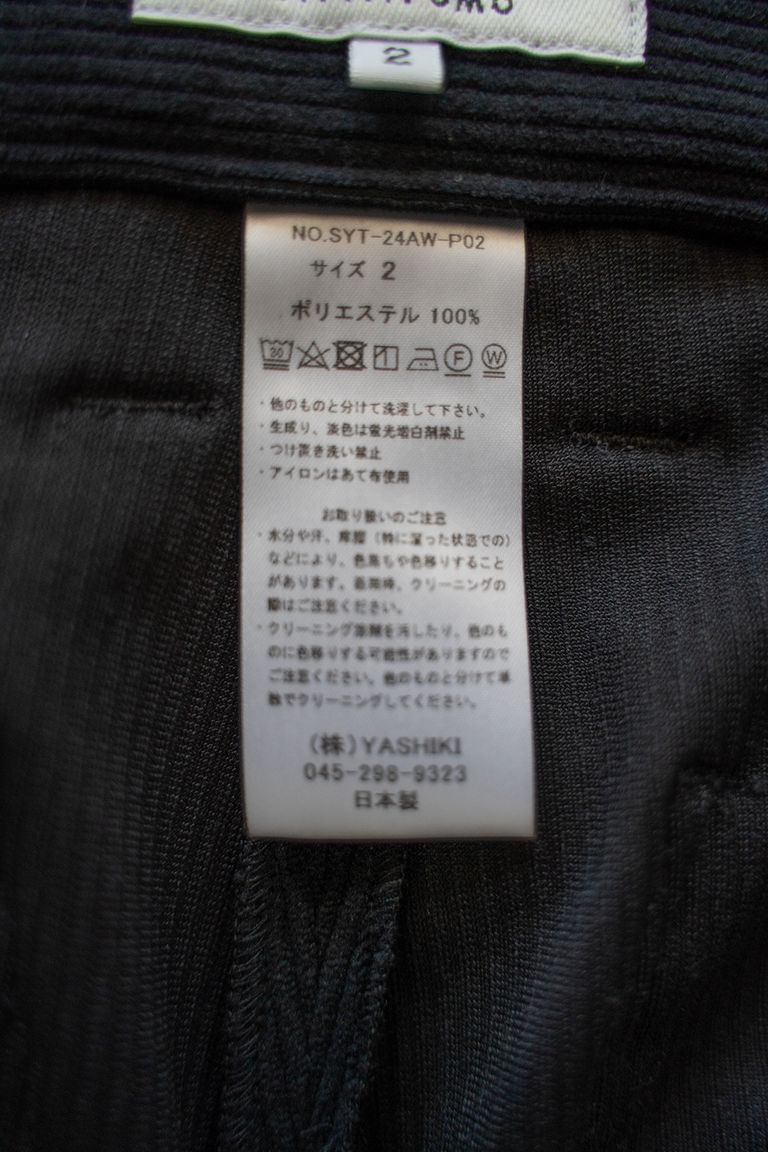 2
NO.SYT-24AW-P02
サイズ 2
ポリエステル 100%
30
F
W
・他のものと分けて洗濯して下さい。
・生成り、淡色は蛍光増白剤禁止
・つけ置き洗い禁止
・アイロンはあて布使用
お取り扱いのご注意
・水分や汗、摩擦（特に湿った状態での）
などにより、色落ちや色移りすること
があります。着用時、クリーニングの
際はご注意ください。
・クリーニング溶剤を汚したり、他のも
のに色移りする可能性がありますので
ご注意ください。他のものと分けて単
独でクリーニングしてください。
（株）YASHIKI
045-298-9323
日本製